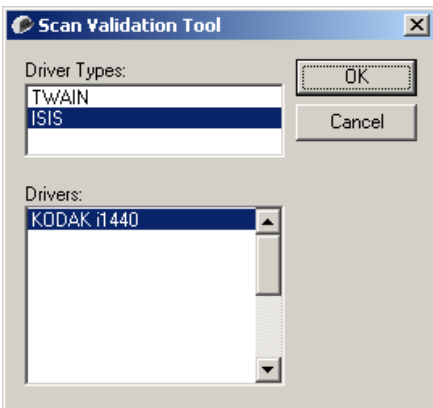 Scan Validation Tool
Driver Types:
OK
TWAIN
ISIS
Cancel
Drivers:
KODAK i1440